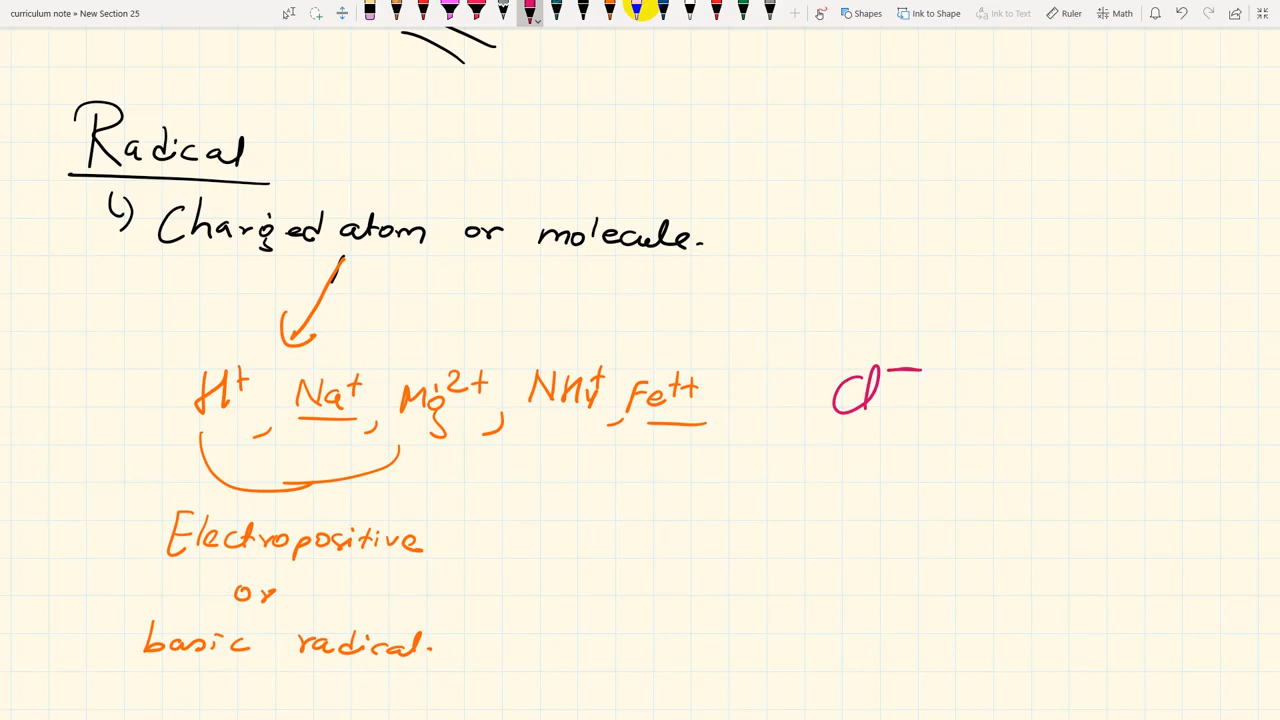 curriculum note » New Section 25
Shapes Ink to Shape Ink to Text Ruler Math
Radical
↳ Charged atom or molecule.
H⁺, Na⁺, Mg²⁺, NH₄⁺, Fe⁺⁺ Cl⁻
Electropositive
or
basic radical.